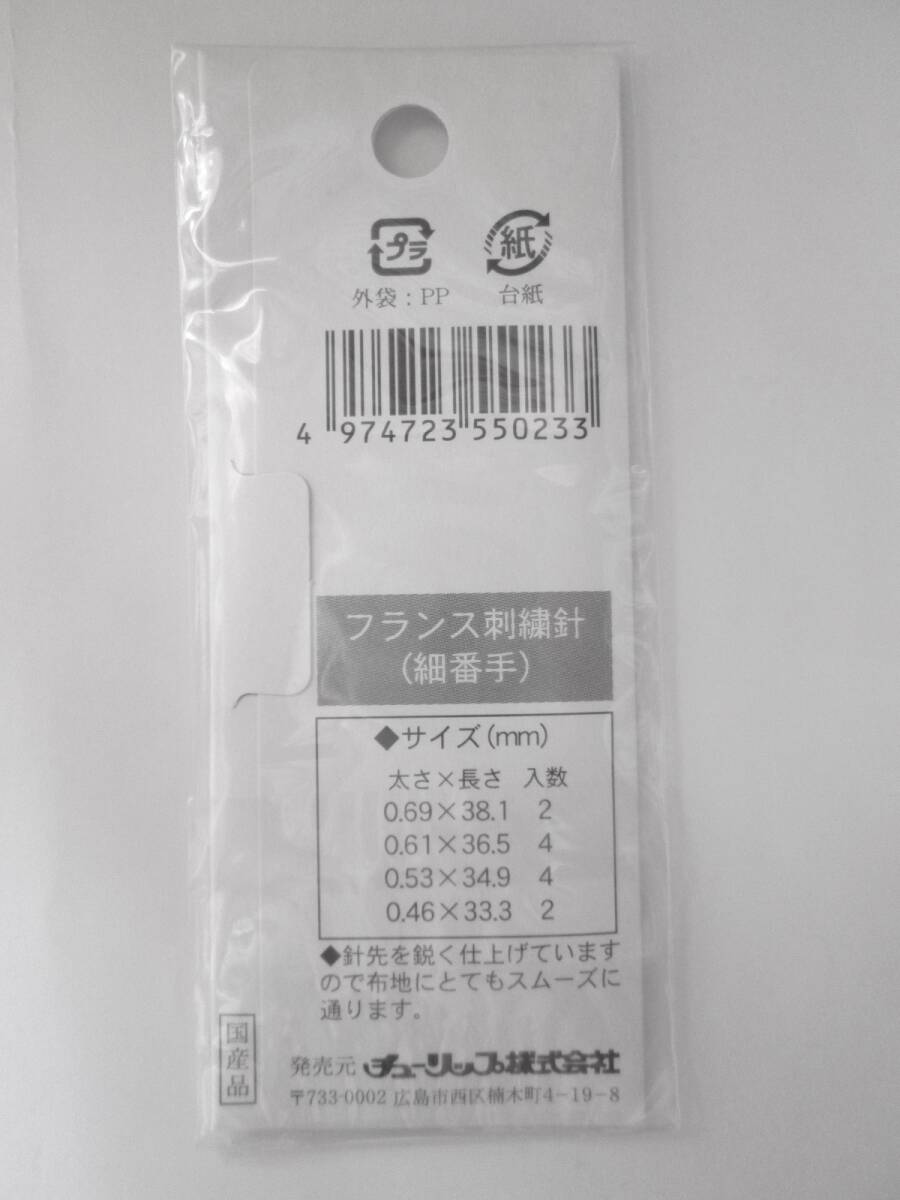 プラ
紙
外袋：PP
台紙
4 974723 550233
フランス刺繍針
（細番手）
◆サイズ（mm）
太さ×長さ 入数
0.69×38.1 2
0.61×36.5 4
0.53×34.9 4
0.46×33.3 2
◆針先を鋭く仕上げています
ので布地にとてもスムーズに
通ります。
国産品
発売元 チューリップ株式会社
〒733-0002 広島市西区楠木町4-19-8